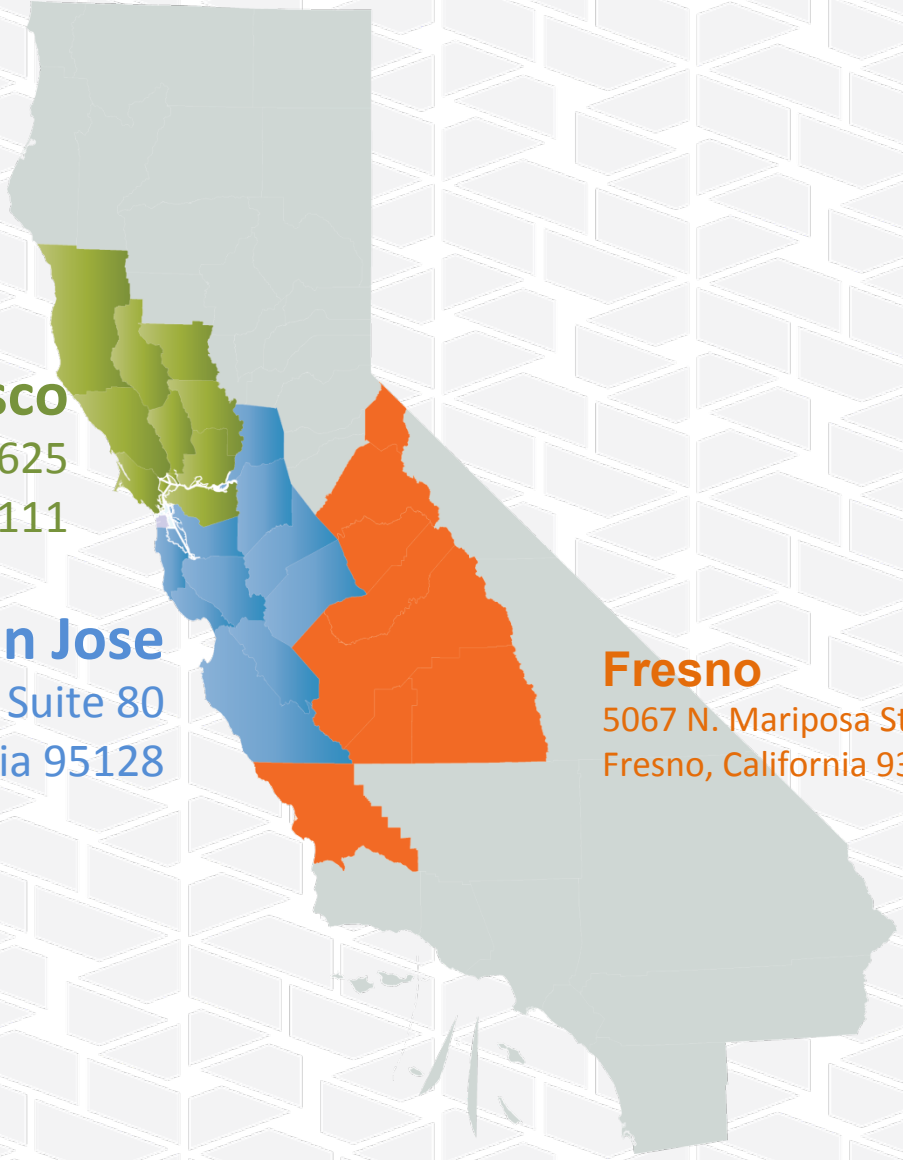 sco
625
111
n Jose
Suite 80
ia 95128
Fresno
5067 N. Mariposa St
Fresno, California 93